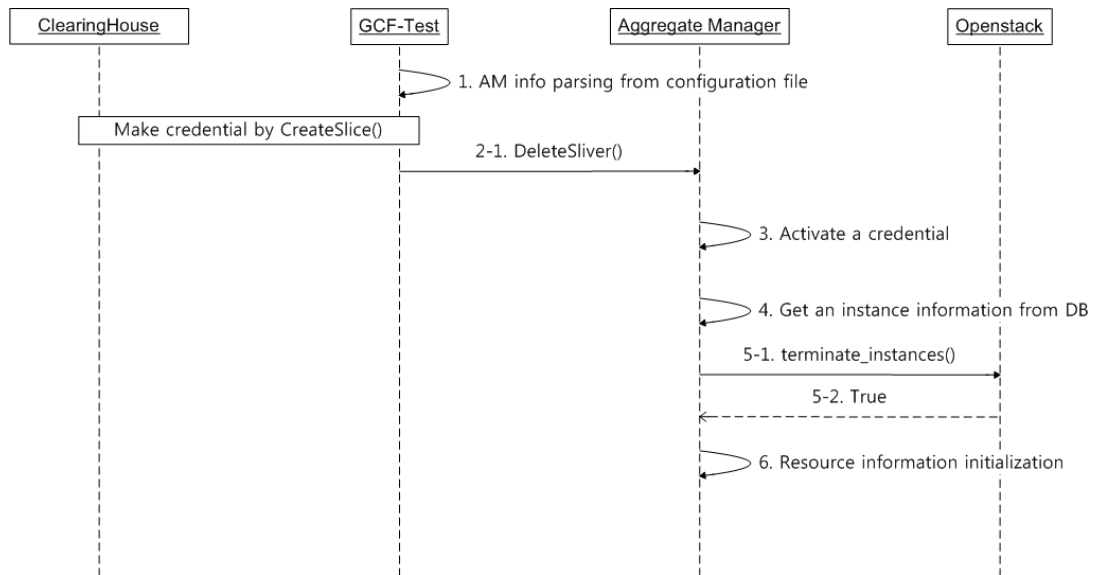 ClearingHouse
GCF-Test
Aggregate Manager
Openstack
1. AM info parsing from configuration file
Make credential by CreateSlice()
2-1. DeleteSliver()
3. Activate a credential
4. Get an instance information from DB
5-1. terminate_instances()
5-2. True
6. Resource information initialization